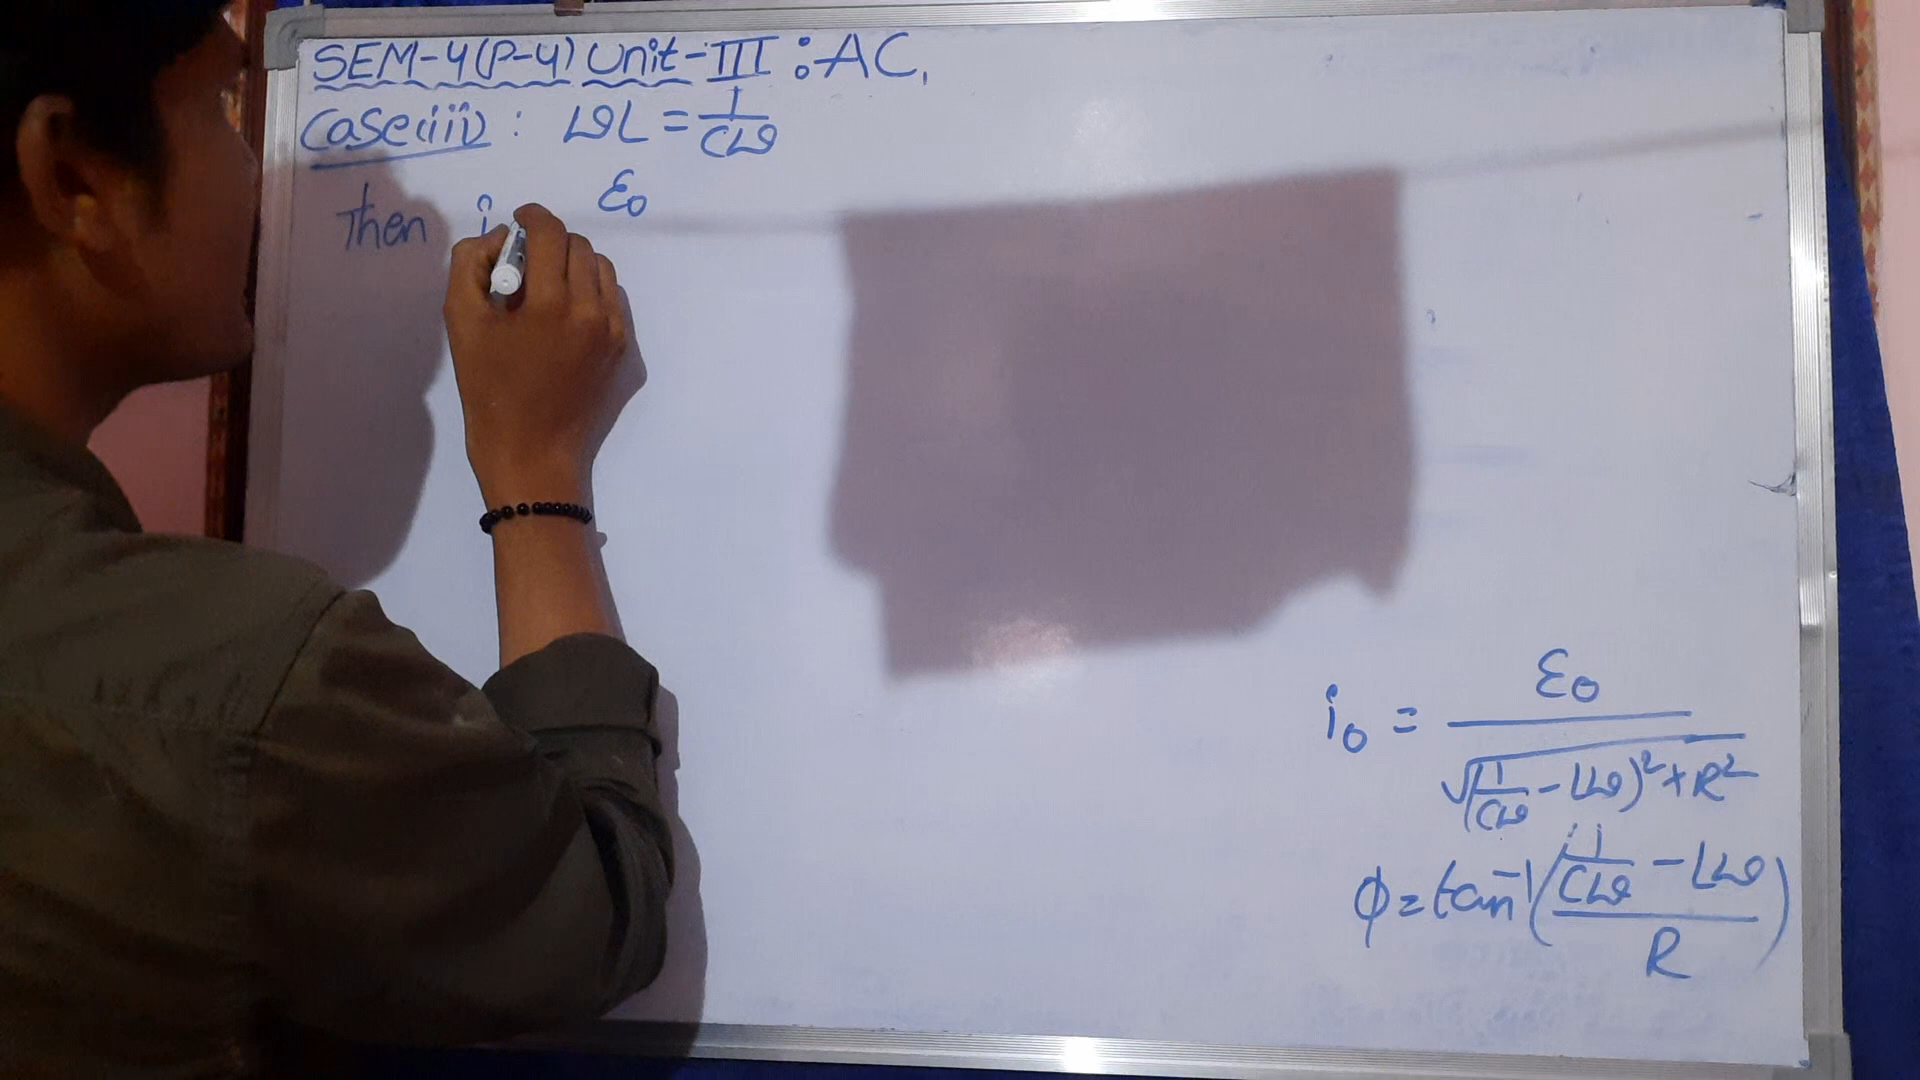 SEM-4(P-4) Unit-III :- AC,
Case(iii) : ωL = 1/Cω
Then i ε₀
i₀ = ε₀ / √((1/Cω - Lω)² + R²)
φ = tan⁻¹((1/Cω - Lω) / R)